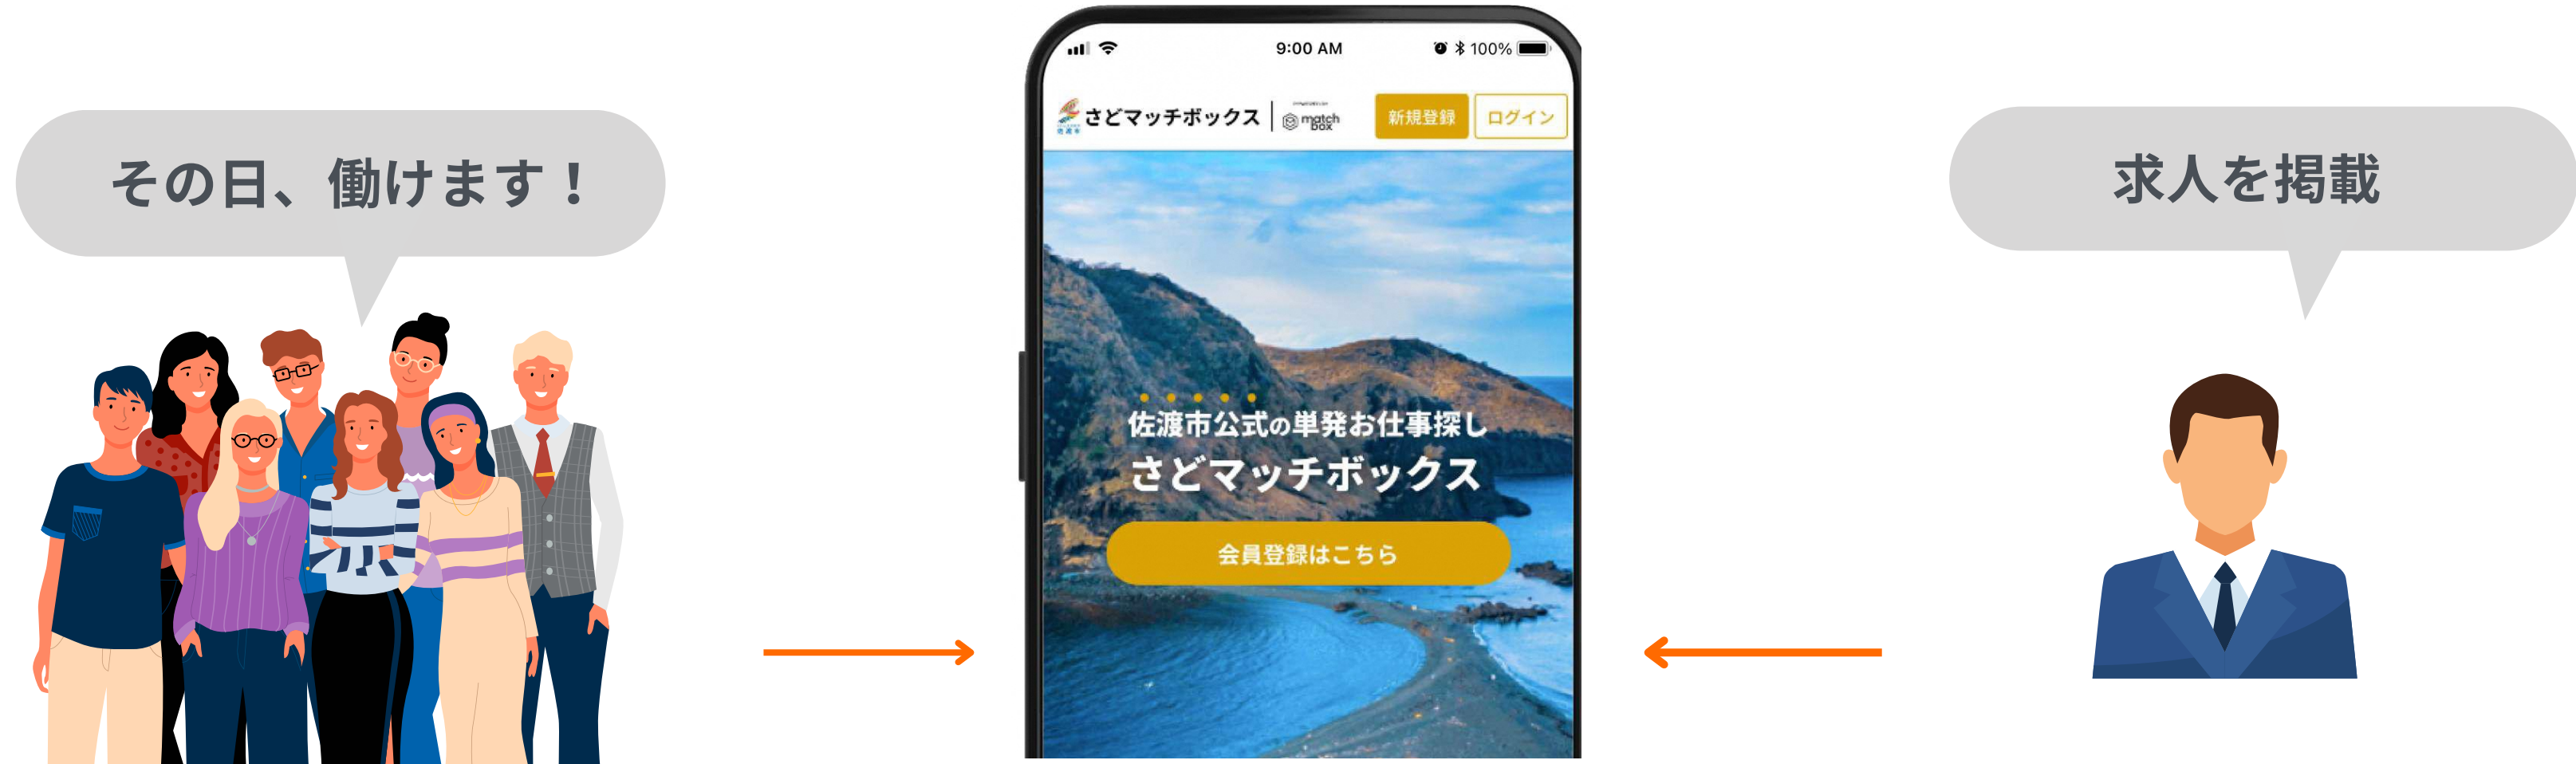 その日、働けます！
9:00 AM
100%
さどマッチボックス
match
box
新規登録
ログイン
佐渡市公式の単発お仕事探し
さどマッチボックス
会員登録はこちら
求人を掲載